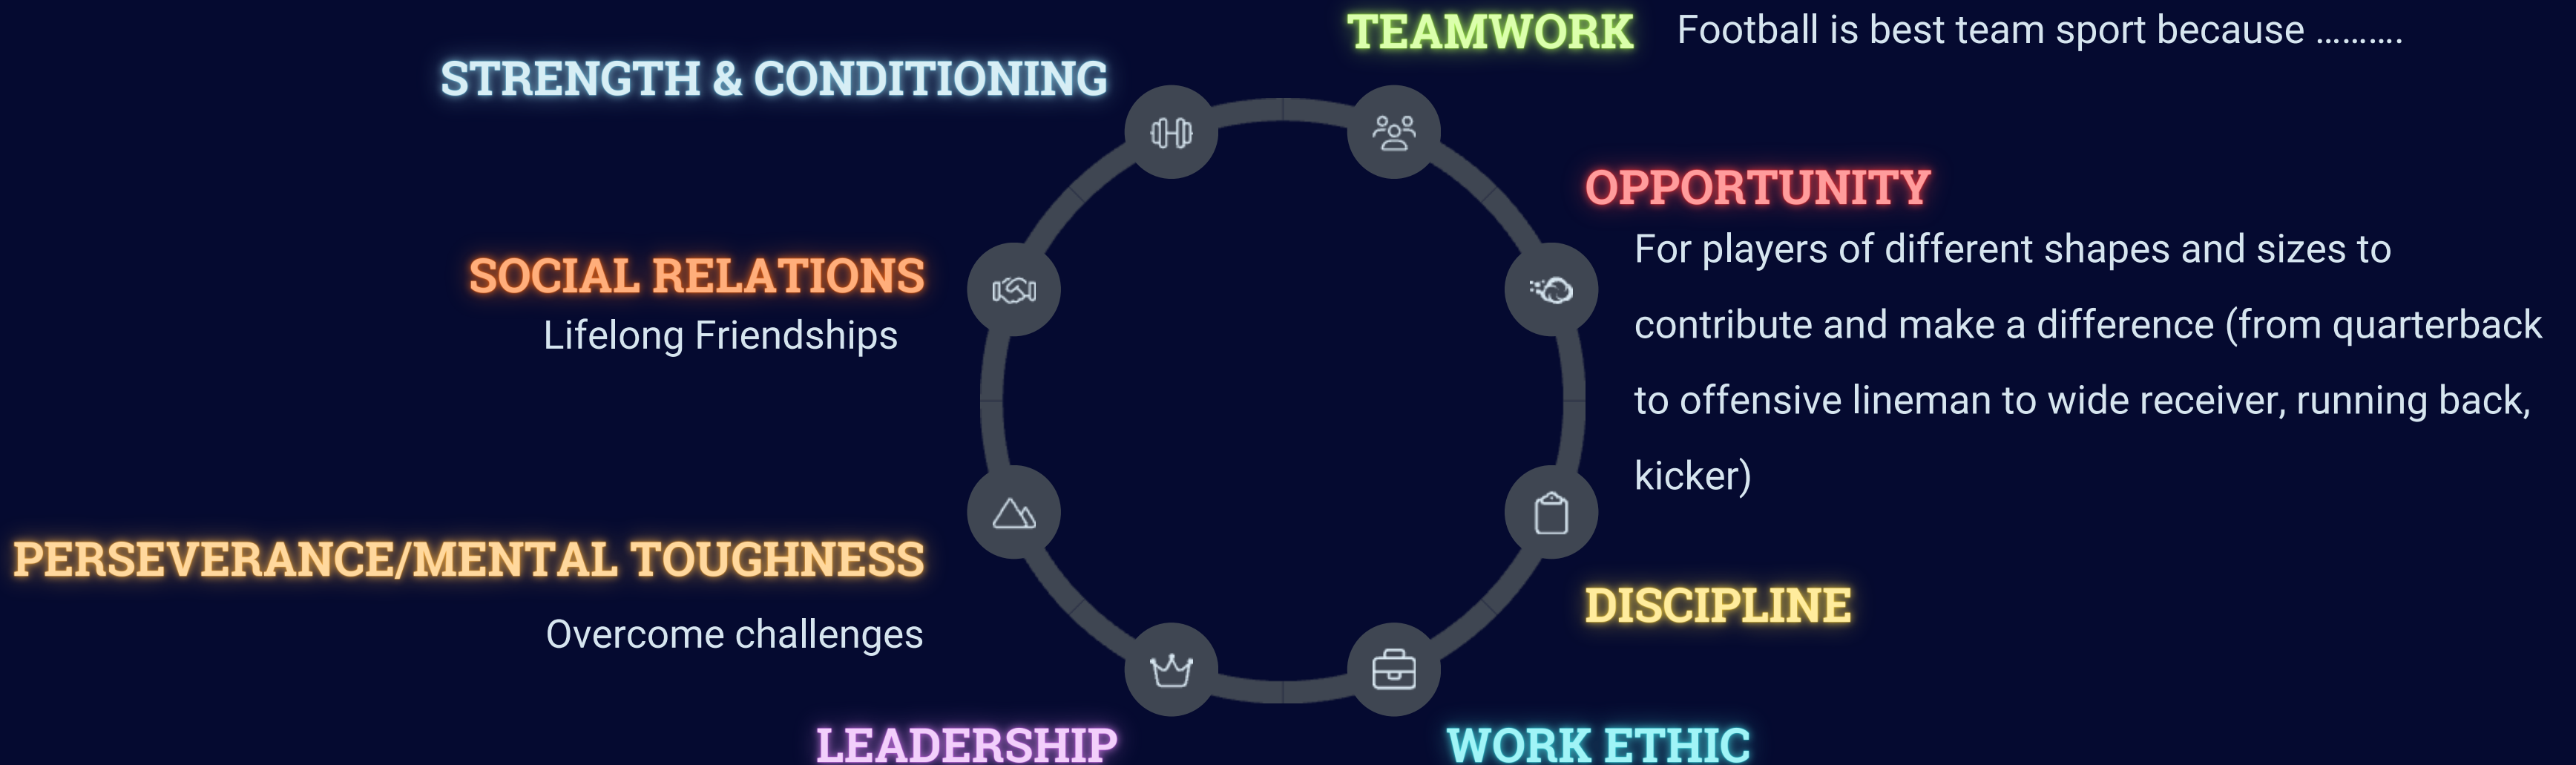 TEAMWORK Football is best team sport because ..........
STRENGTH & CONDITIONING
OPPORTUNITY
For players of different shapes and sizes to
contribute and make a difference (from quarterback
to offensive lineman to wide receiver, running back,
kicker)
SOCIAL RELATIONS
Lifelong Friendships
PERSEVERANCE/MENTAL TOUGHNESS
Overcome challenges
DISCIPLINE
LEADERSHIP
WORK ETHIC